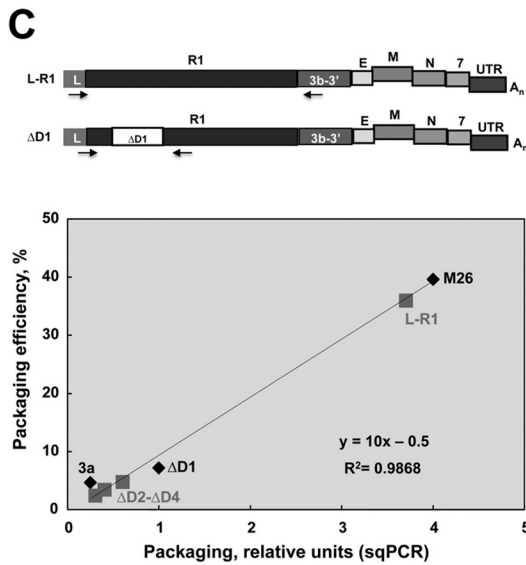 C
R1
L-R1 L 3b-3' E M N 7 UTR An
R1
ΔD1 L ΔD1 3b-3' E M N 7 UTR An
Packaging efficiency, %
50
40
30
20
10
0
M26
L-R1
y = 10x – 0.5
R²= 0.9868
3a
ΔD1
ΔD2-ΔD4
0 1 2 3 4 5
Packaging, relative units (sqPCR)